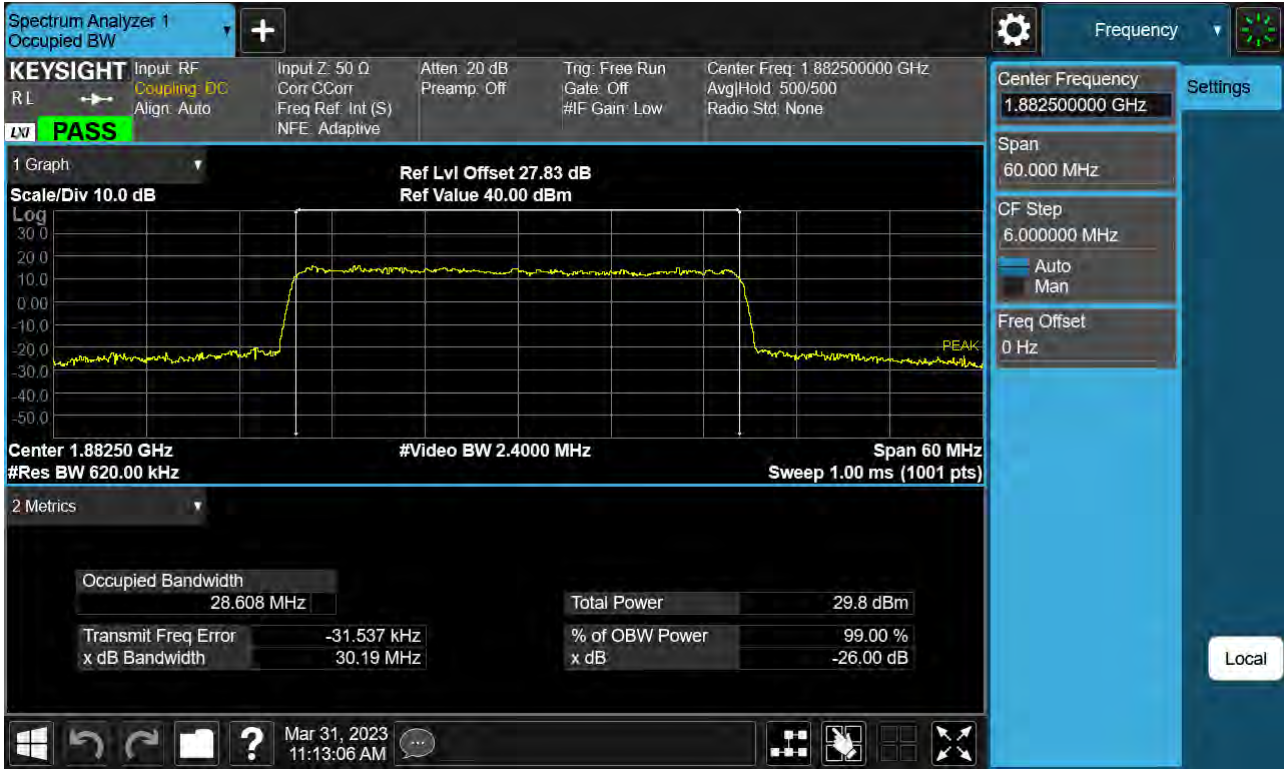 Spectrum Analyzer 1
Occupied BW
+
Frequency
KEYSIGHT
R L
LXI
PASS
Input: RF
Coupling: DC
Align: Auto
Input Z: 50 Ω
Corr CCorr
Freq Ref: Int (S)
NFE: Adaptive
Atten: 20 dB
Preamp: Off
Trig: Free Run
Gate: Off
#IF Gain: Low
Center Freq: 1.882500000 GHz
Avg|Hold: 500/500
Radio Std: None
1 Graph
Scale/Div 10.0 dB
Ref Lvl Offset 27.83 dB
Ref Value 40.00 dBm
Log
30.0
20.0
10.0
0.00
-10.0
-20.0
-30.0
-40.0
-50.0
PEAK
Center 1.88250 GHz
#Res BW 620.00 kHz
#Video BW 2.4000 MHz
Span 60 MHz
Sweep 1.00 ms (1001 pts)
2 Metrics
Occupied Bandwidth
28.608 MHz
Transmit Freq Error -31.537 kHz
x dB Bandwidth 30.19 MHz
Total Power 29.8 dBm
% of OBW Power 99.00 %
x dB -26.00 dB
Center Frequency
1.882500000 GHz
Span
60.000 MHz
CF Step
6.000000 MHz
Auto
Man
Freq Offset
0 Hz
Settings
Local
?
Mar 31, 2023
11:13:06 AM